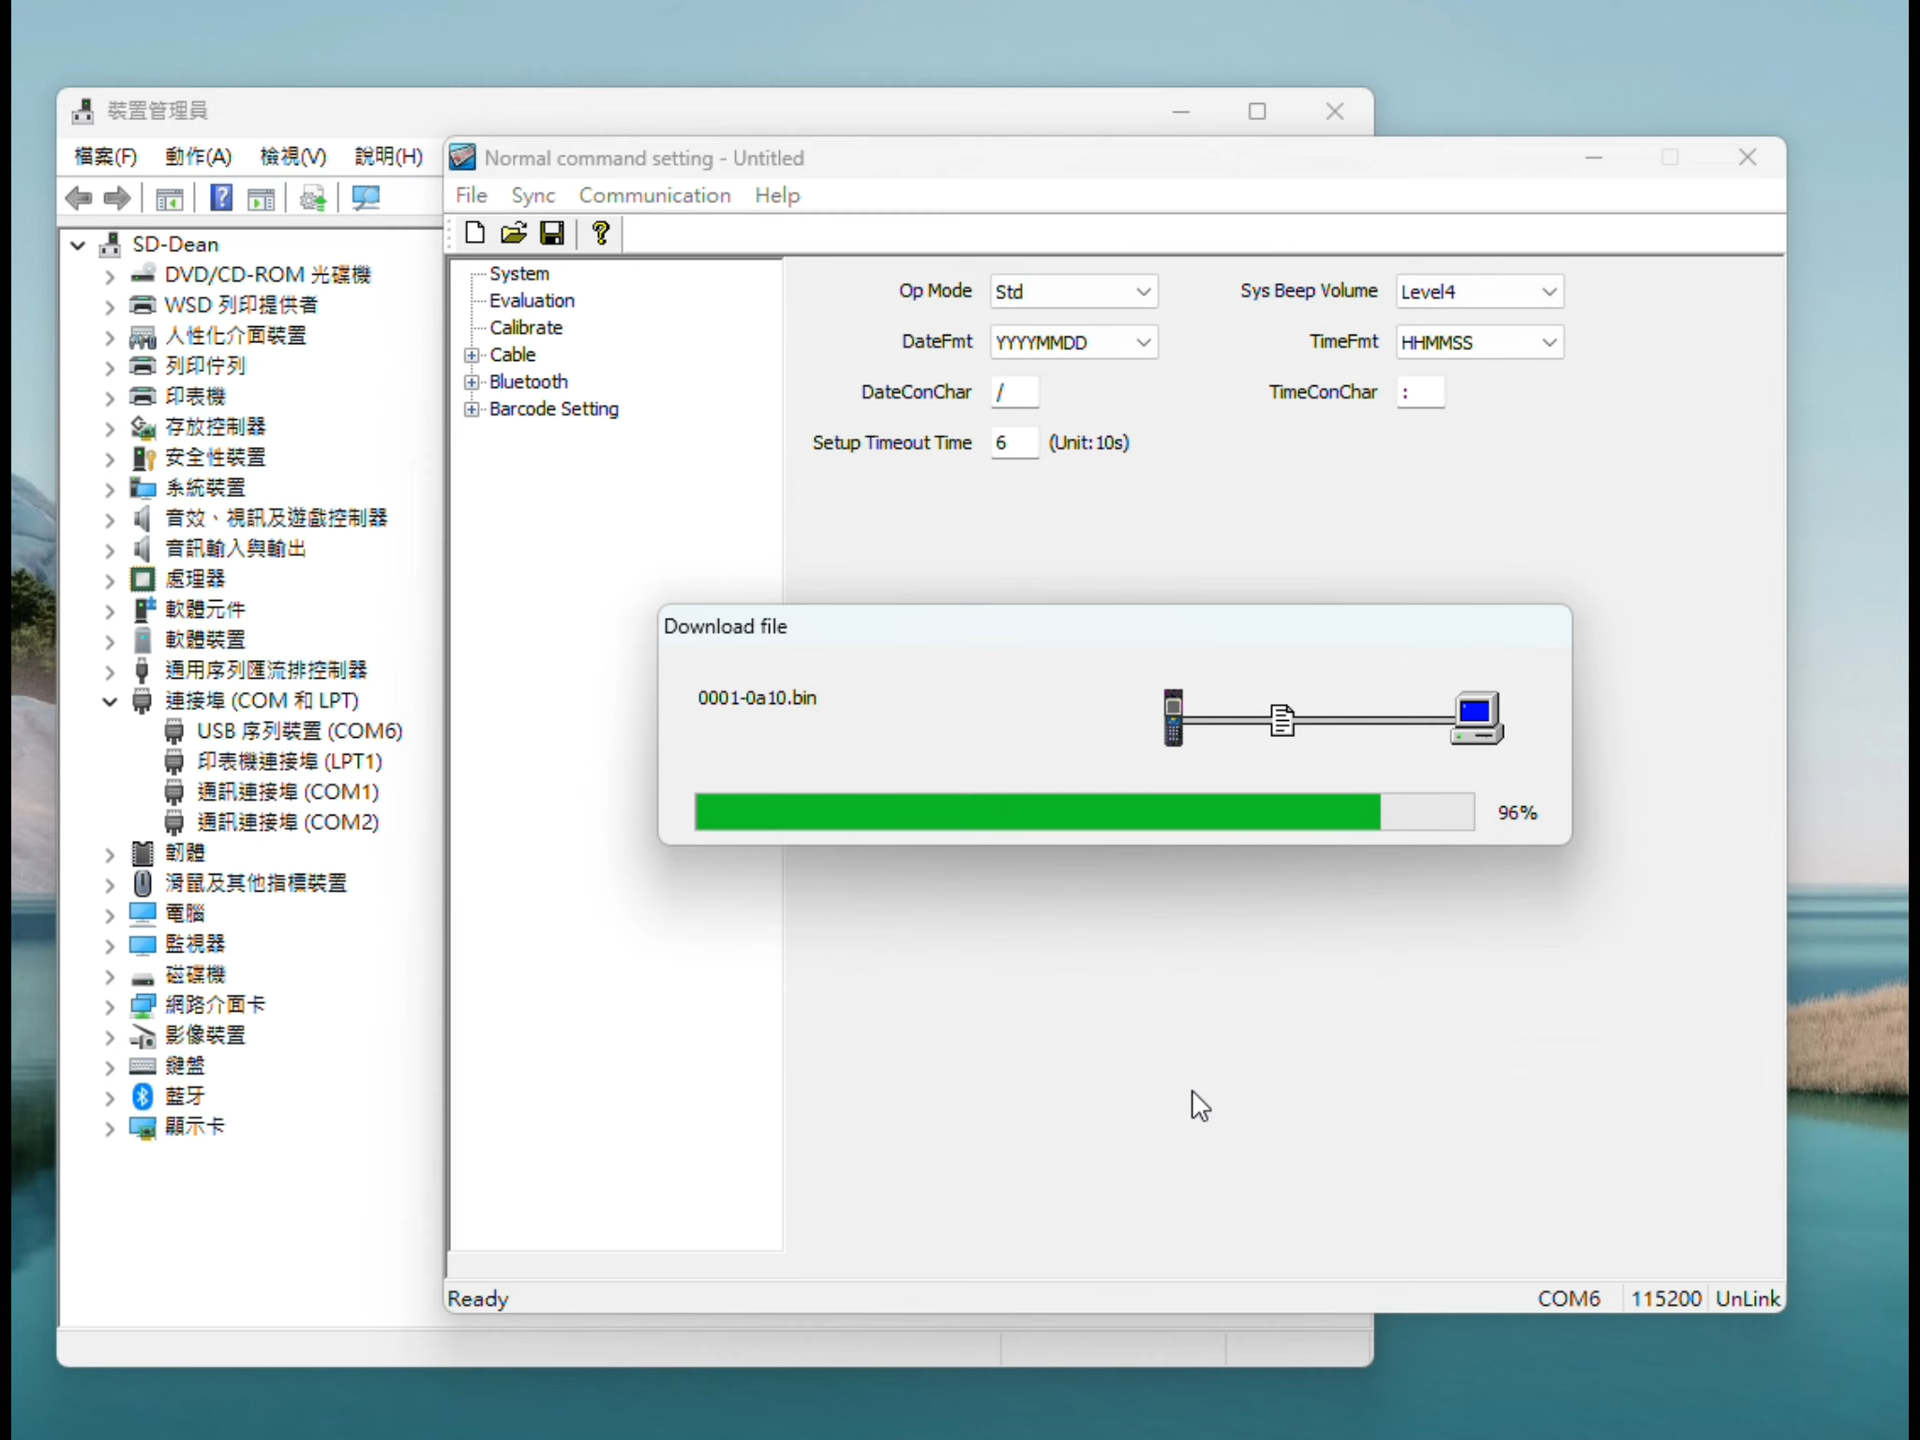 裝置管理員
檔案(F) 動作(A) 檢視(V) 說明(H)
SD-Dean
DVD/CD-ROM 光碟機
WSD 列印提供者
人性化介面裝置
列印佇列
印表機
存放控制器
安全性裝置
系統裝置
音效、視訊及遊戲控制器
音訊輸入與輸出
處理器
軟體元件
軟體裝置
通用序列匯流排控制器
連接埠 (COM 和 LPT)
USB 序列裝置 (COM6)
印表機連接埠 (LPT1)
通訊連接埠 (COM1)
通訊連接埠 (COM2)
韌體
滑鼠及其他指標裝置
電腦
監視器
磁碟機
網路介面卡
影像裝置
鍵盤
藍牙
顯示卡
Normal command setting - Untitled
File Sync Communication Help
System
Evaluation
Calibrate
Cable
Bluetooth
Barcode Setting
Op Mode Std Sys Beep Volume Level4
DateFmt YYYYMMDD TimeFmt HHMMSS
DateConChar / TimeConChar :
Setup Timeout Time 6 (Unit:10s)
Download file
0001-0a10.bin
96%
Ready COM6 115200 UnLink